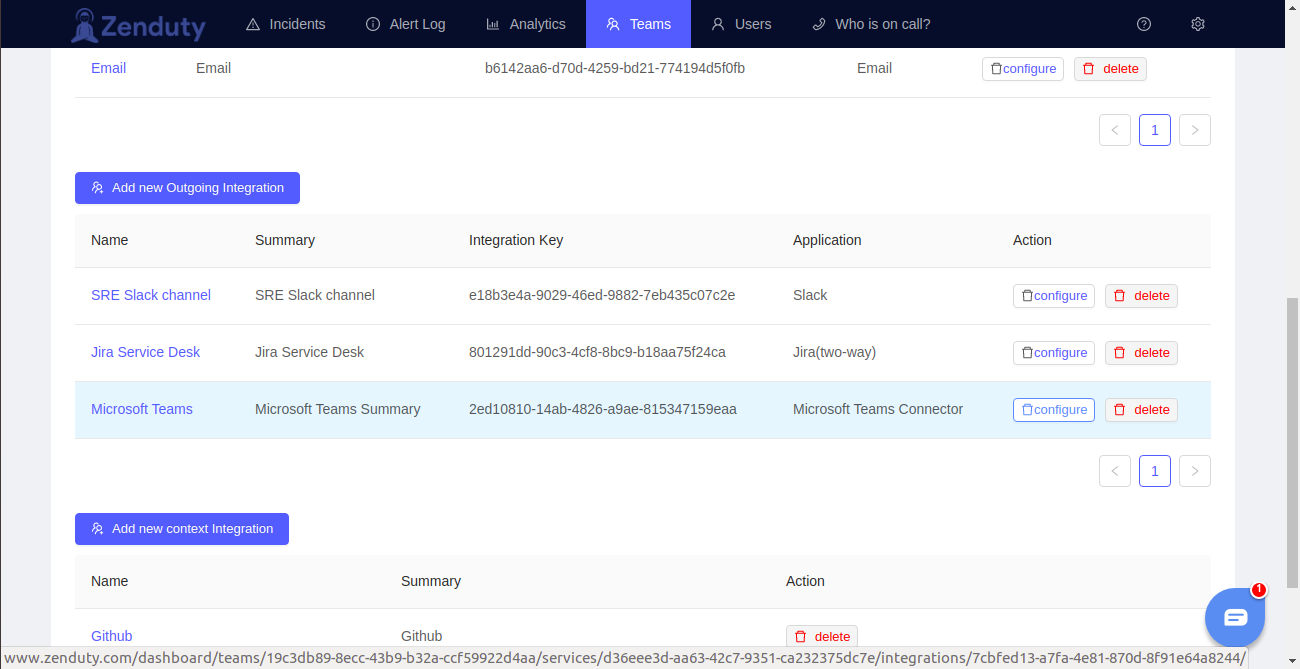 Zenduty Incidents Alert Log Analytics Teams Users Who is on call?
Email Email b6142aa6-d70d-4259-bd21-774194d5f0fb Email configure delete
< 1 >
Add new Outgoing Integration
Name Summary Integration Key Application Action
SRE Slack channel SRE Slack channel e18b3e4a-9029-46ed-9882-7eb435c07c2e Slack configure delete
Jira Service Desk Jira Service Desk 801291dd-90c3-4cf8-8bc9-b18aa75f24ca Jira(two-way) configure delete
Microsoft Teams Microsoft Teams Summary 2ed10810-14ab-4826-a9ae-815347159eaa Microsoft Teams Connector configure delete
< 1 >
Add new context Integration
Name Summary Action
1
Github Github delete
www.zenduty.com/dashboard/teams/19c3db89-8ecc-43b9-b32a-ccf59922d4aa/services/d36eee3d-aa63-42c7-9351-ca232375dc7e/integrations/7cbfed13-a7fa-4e81-870d-8f91e64a8244/